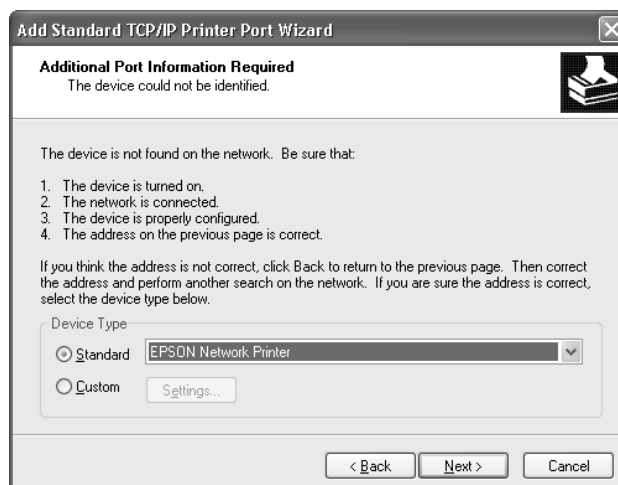 Add Standard TCP/IP Printer Port Wizard
Additional Port Information Required
The device could not be identified.
The device is not found on the network. Be sure that:
1. The device is turned on.
2. The network is connected.
3. The device is properly configured.
4. The address on the previous page is correct.
If you think the address is not correct, click Back to return to the previous page. Then correct
the address and perform another search on the network. If you are sure the address is correct,
select the device type below.
Device Type
Standard EPSON Network Printer
Custom Settings...
< Back Next > Cancel